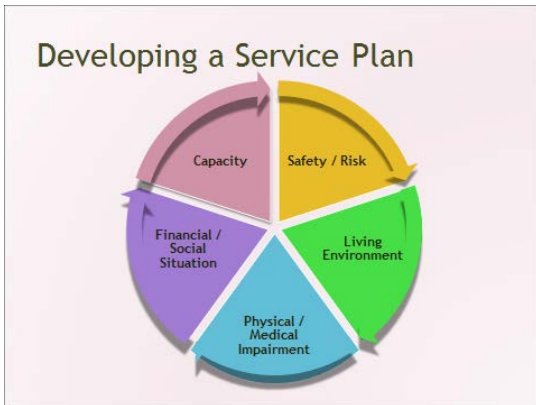 Developing a Service Plan
Capacity
Safety / Risk
Living
Environment
Physical /
Medical
Impairment
Financial /
Social
Situation